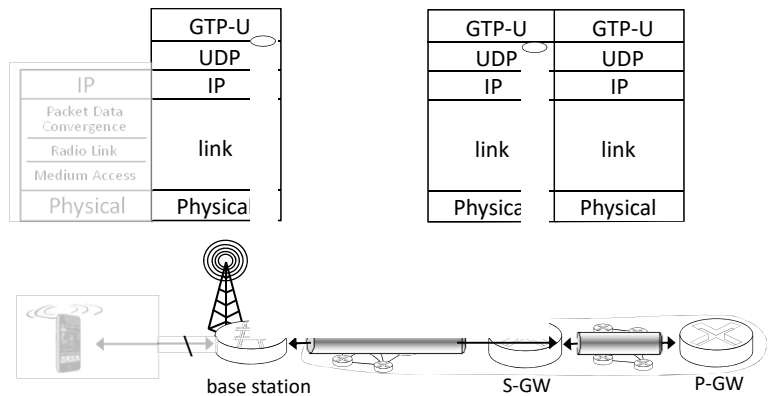 GTP-U
UDP
IP
link
Physical
IP
Packet Data
Convergence
Radio Link
Medium Access
Physical
GTP-U GTP-U
UDP UDP
IP IP
link link
Physica Physical
base station S-GW P-GW